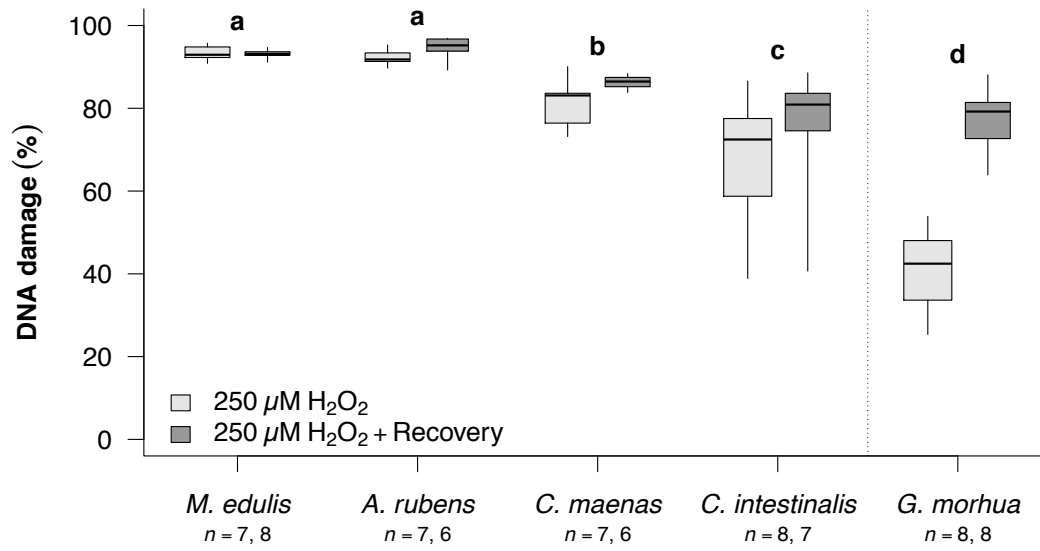 100
80
60
40
20
0
DNA damage (%)
a
a
b
c
d
250 µM H₂O₂
250 µM H₂O₂ + Recovery
M. edulis
A. rubens
C. maenas
C. intestinalis
G. morhua
n = 7, 8
n = 7, 6
n = 7, 6
n = 8, 7
n = 8, 8